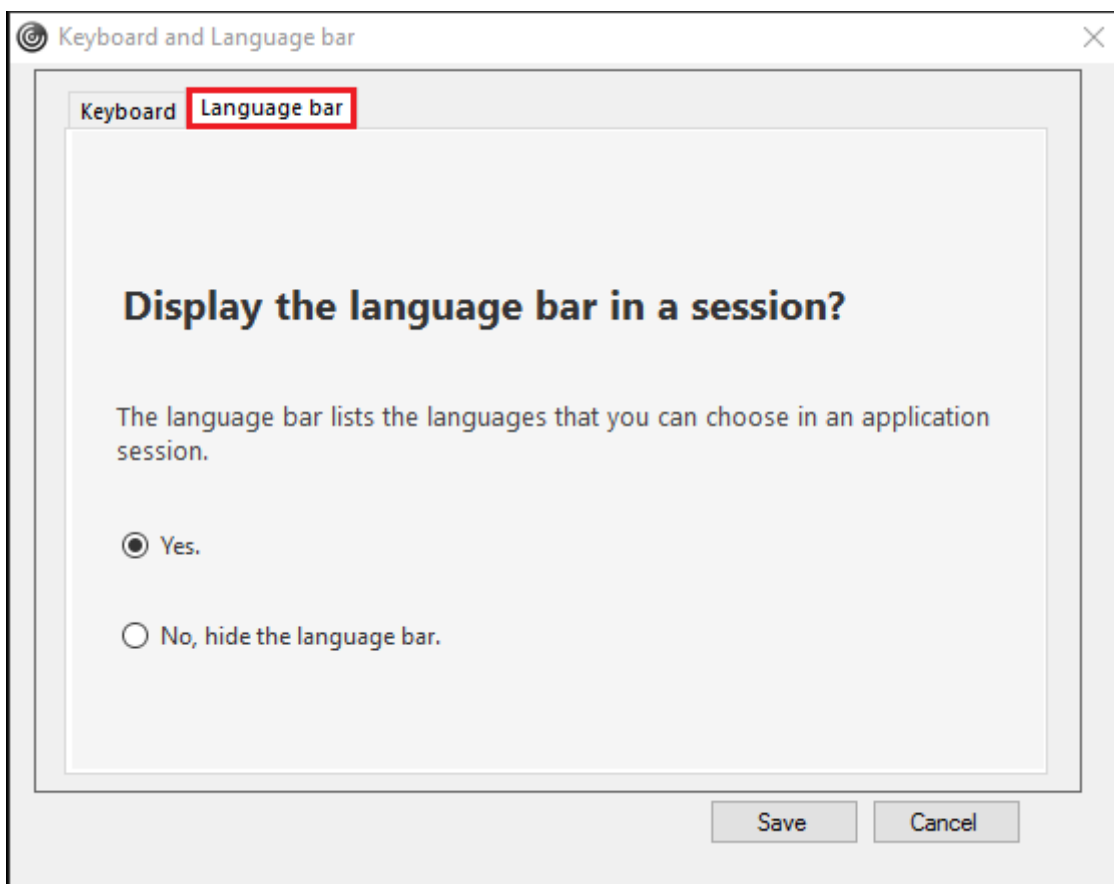 Keyboard and Language bar
Keyboard
Language bar
Display the language bar in a session?
The language bar lists the languages that you can choose in an application
session.
Yes.
No, hide the language bar.
Save
Cancel